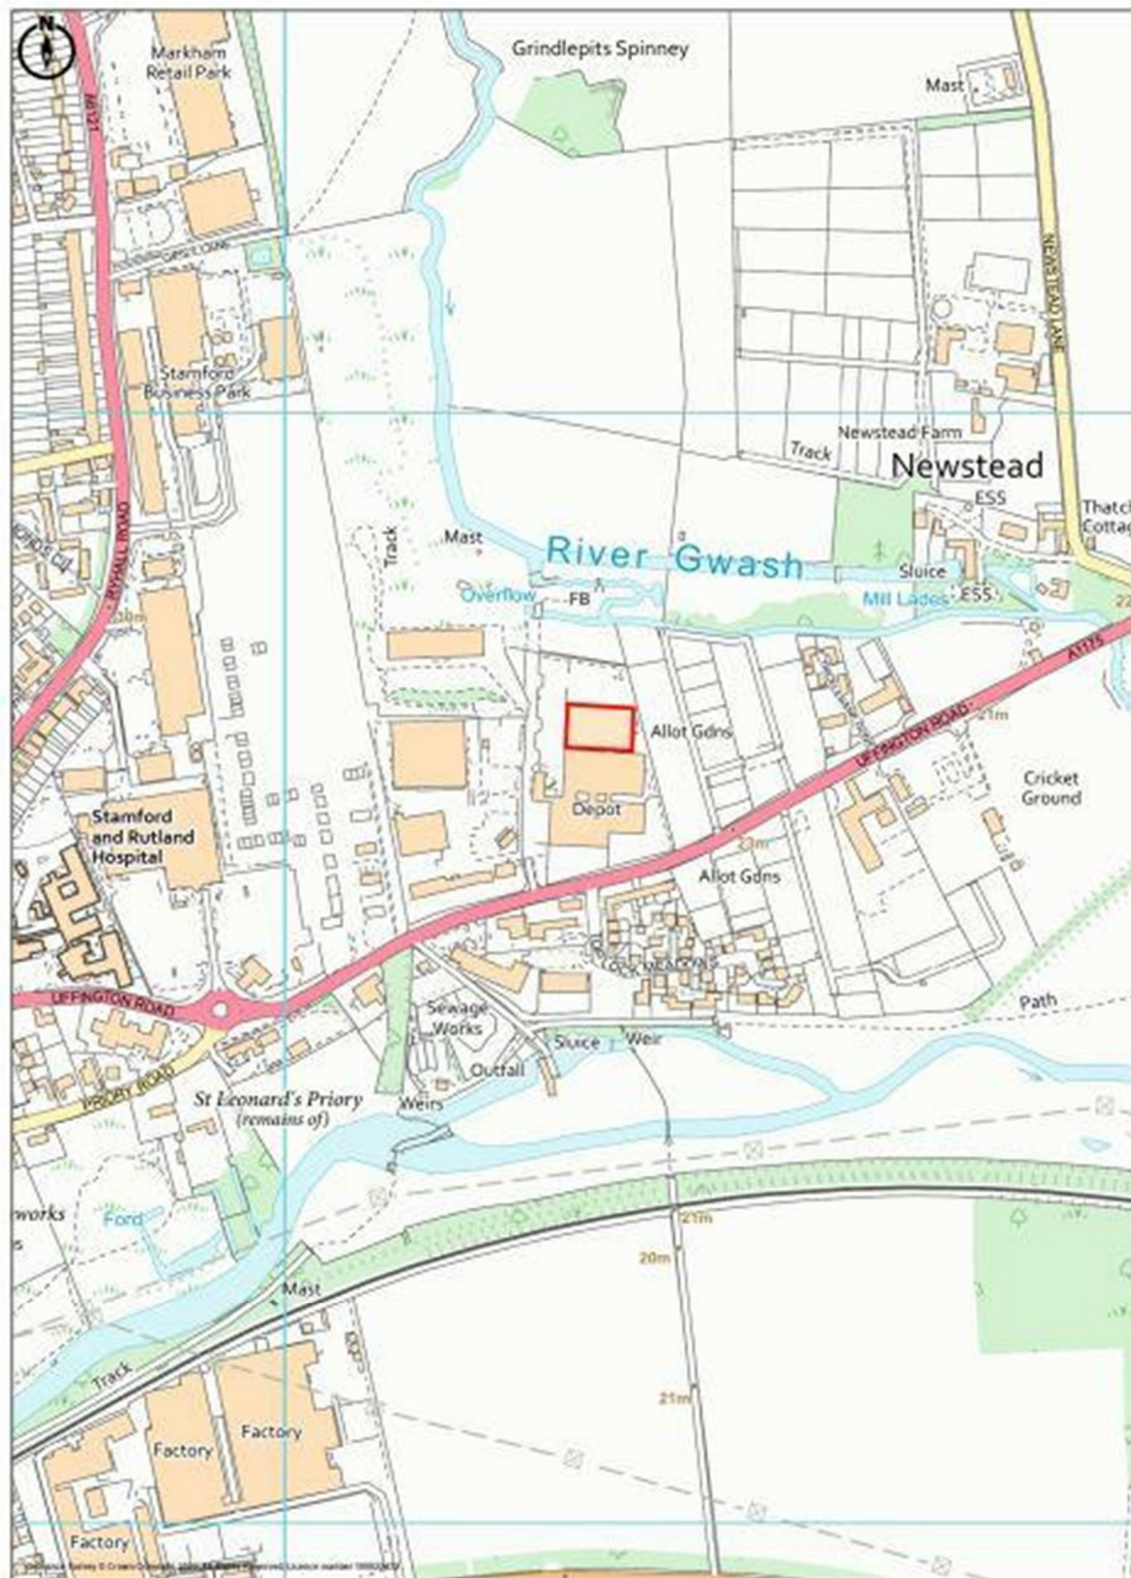 N
Markham
Retail Park
Grindlepits Spinney
Mast
A6121
NEWSTEAD LANE
Stamford
Business Park
Newstead Farm
Track
Newstead
ESS
Track
Mast
River Gwash
Sluice
Overflow
FB
Mill Lades
ESS
RYHALL ROAD
A1175
Allot Gdns
UFFINGTON ROAD
21m
Cricket
Ground
Depot
Stamford
and Rutland
Hospital
23m
Allot Gdns
Path
UFFINGTON ROAD
Sewage
Works
Sluice
Weir
Outfall
PRIORY ROAD
St Leonard's Priory
(remains of)
Weirs
works
Ford
21m
20m
Mast
Track
21m
Factory
Factory
Factory